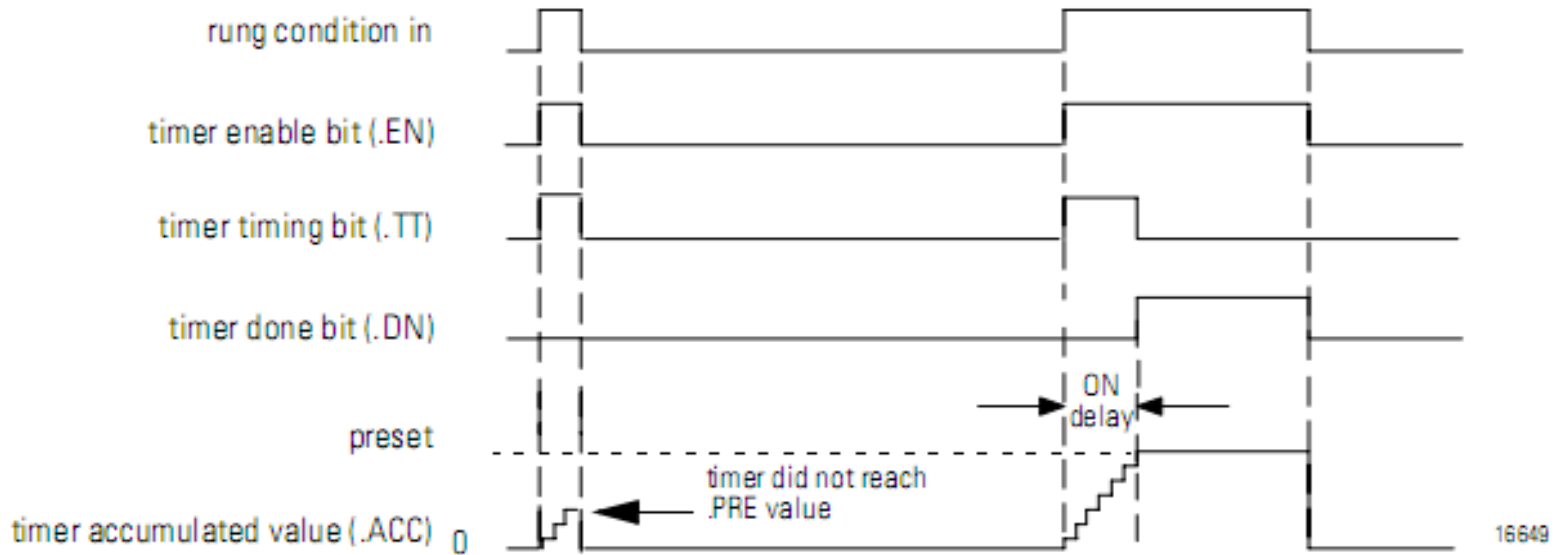 rung condition in
timer enable bit (.EN)
timer timing bit (.TT)
timer done bit (.DN)
ON
delay
preset
timer did not reach
.PRE value
timer accumulated value (.ACC)
0
16649